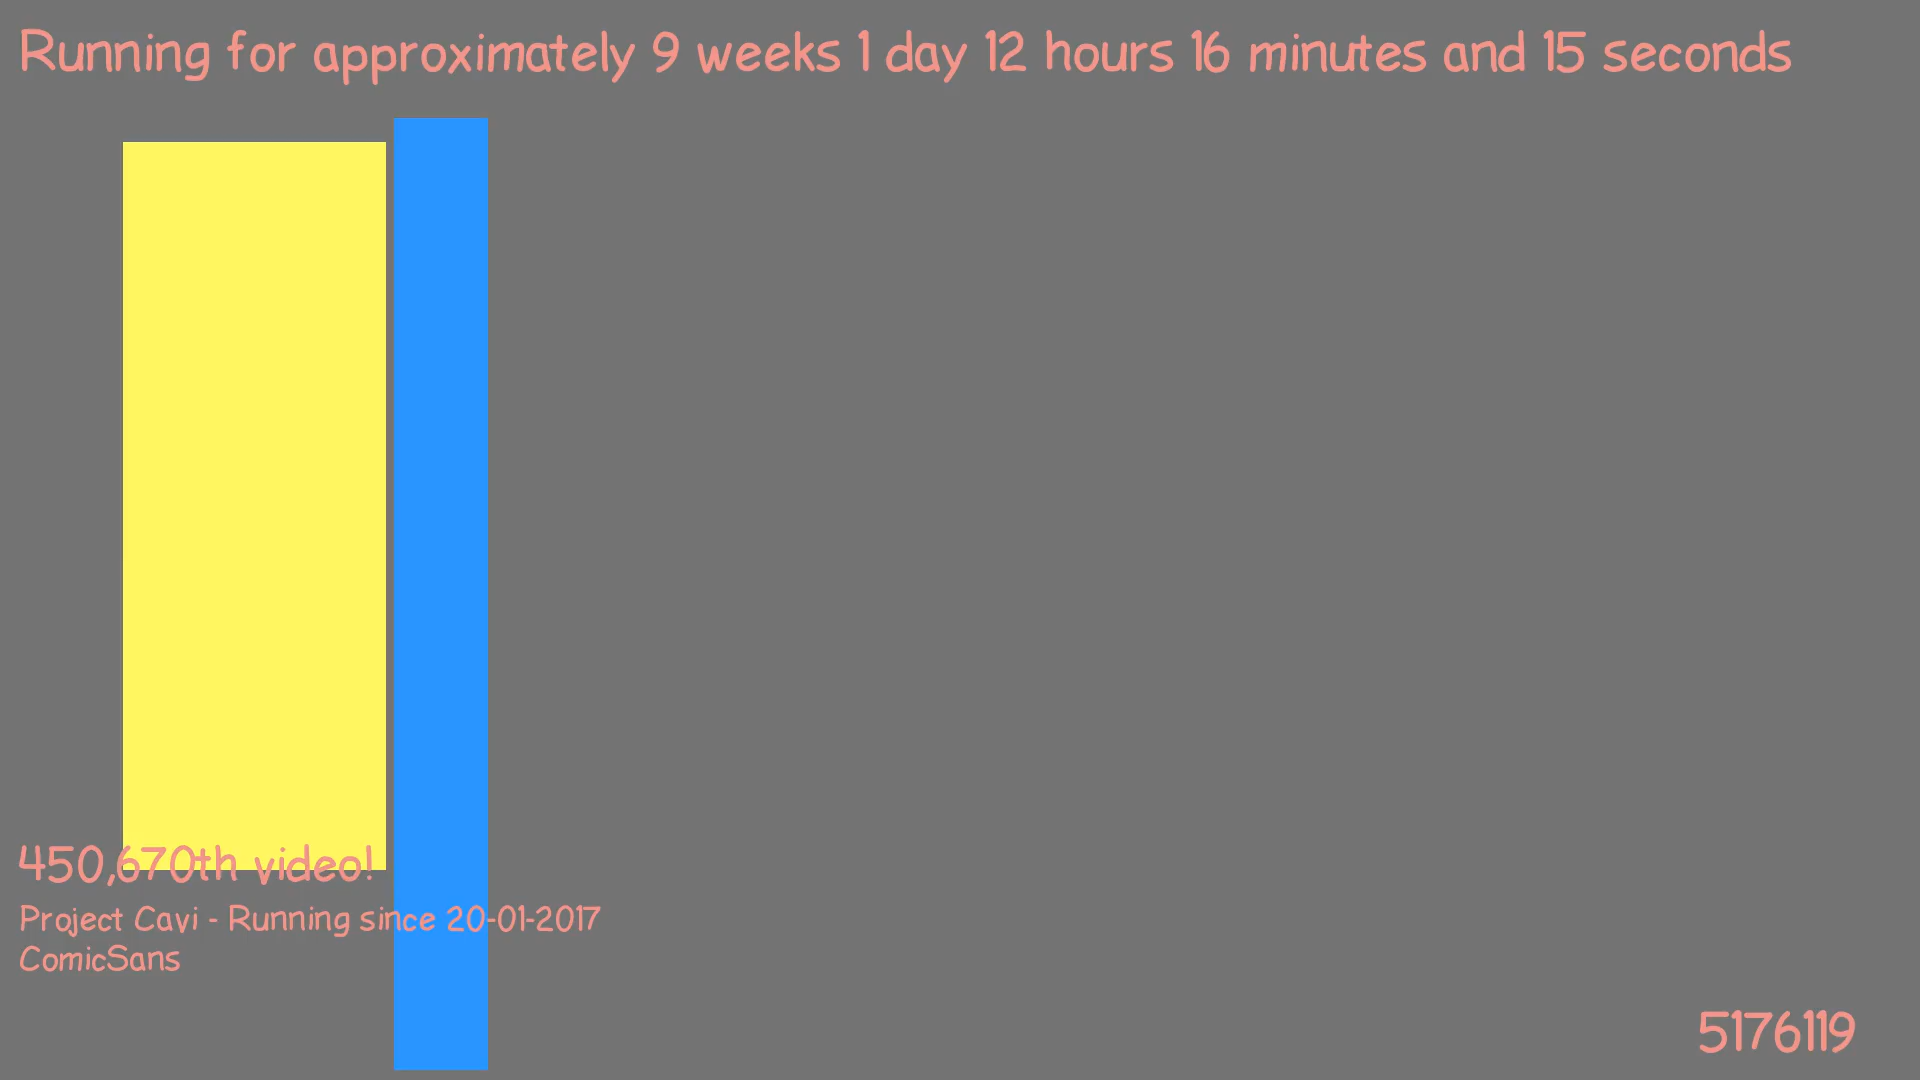 Running for approximately 9 weeks 1 day 12 hours 16 minutes and 15 seconds
450,670th video!
Project Cavi - Running since 20-01-2017
ComicSans
5176119